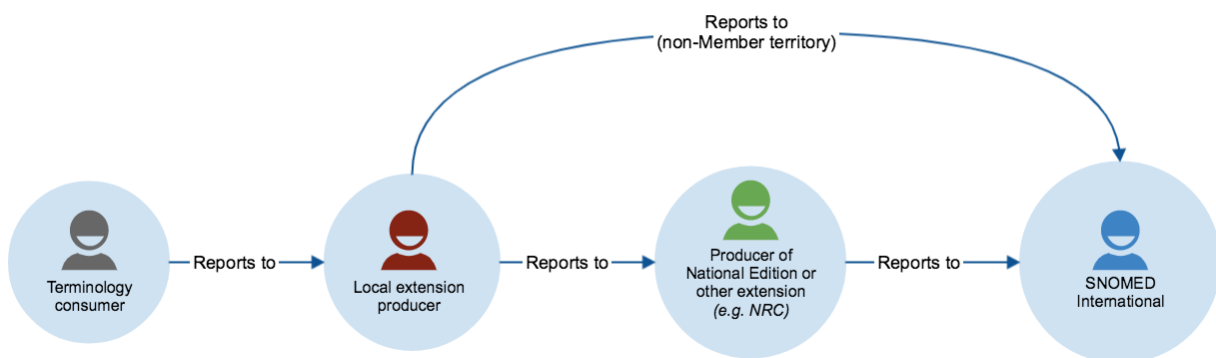 Reports to
(non-Member territory)
Terminology
consumer
Reports to
Local extension
producer
Reports to
Producer of
National Edition or
other extension
(e.g. NRC)
Reports to
SNOMED
International